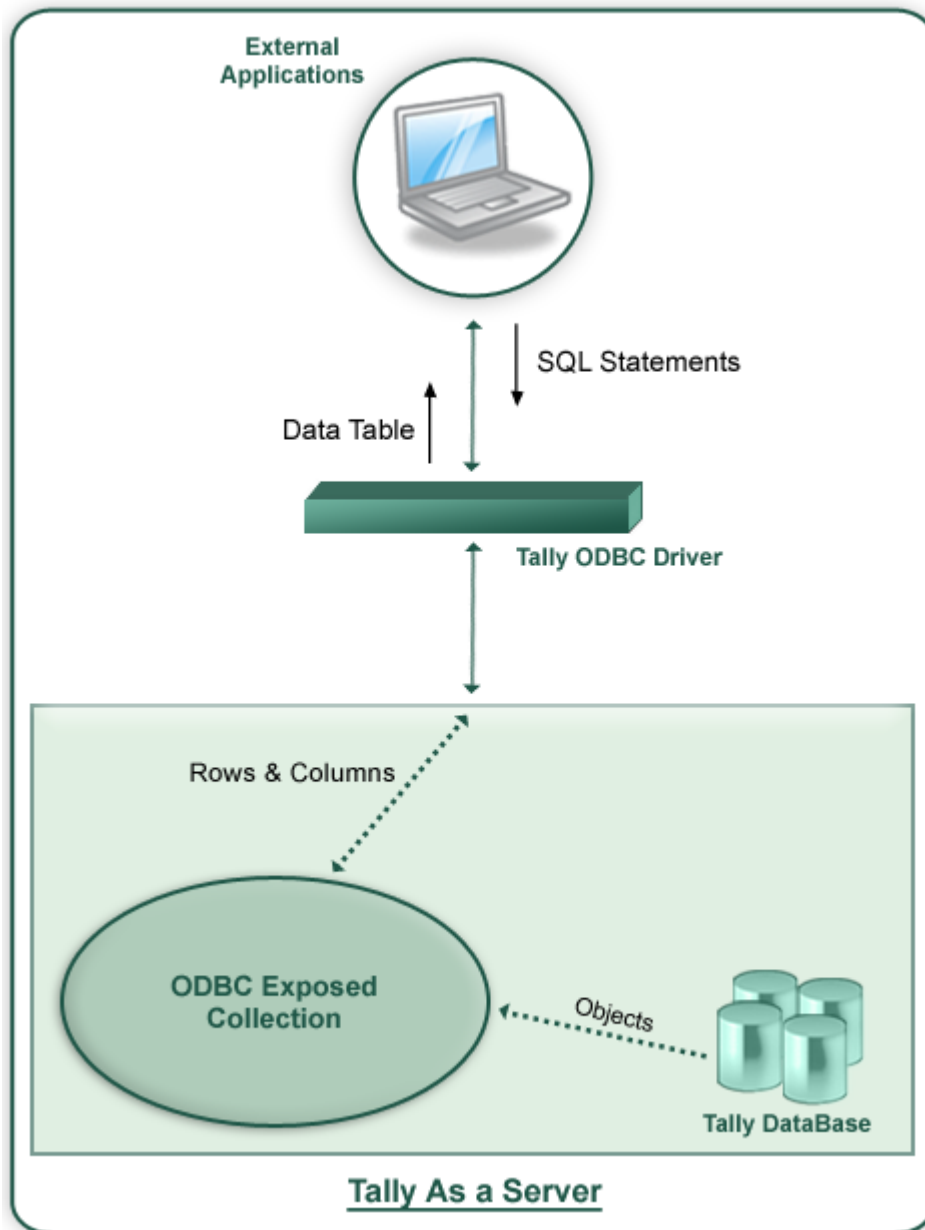 External
Applications
SQL Statements
Data Table
Tally ODBC Driver
Rows & Columns
ODBC Exposed
Collection
Objects
Tally DataBase
Tally As a Server